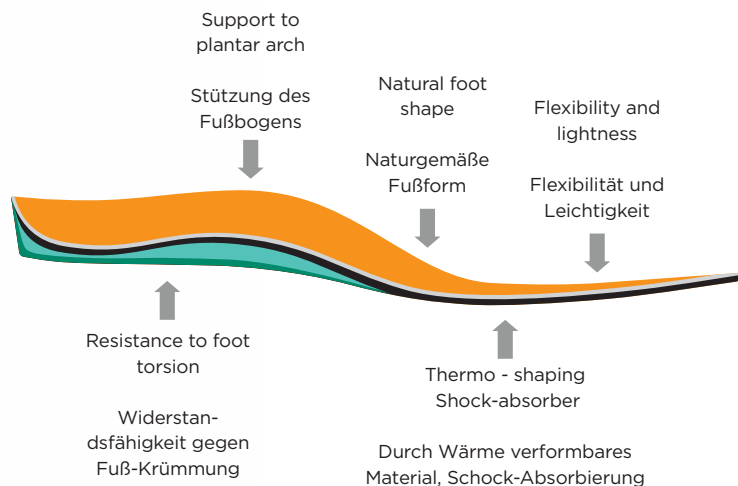 Support to
plantar arch
Stützung des
Fußbogens
Natural foot
shape
Naturgemäße
Fußform
Flexibility and
lightness
Flexibilität und
Leichtigkeit
Resistance to foot
torsion
Widerstan-
dsfähigkeit gegen
Fuß-Krümmung
Thermo - shaping
Shock-absorber
Durch Wärme verformbares
Material, Schock-Absorbierung